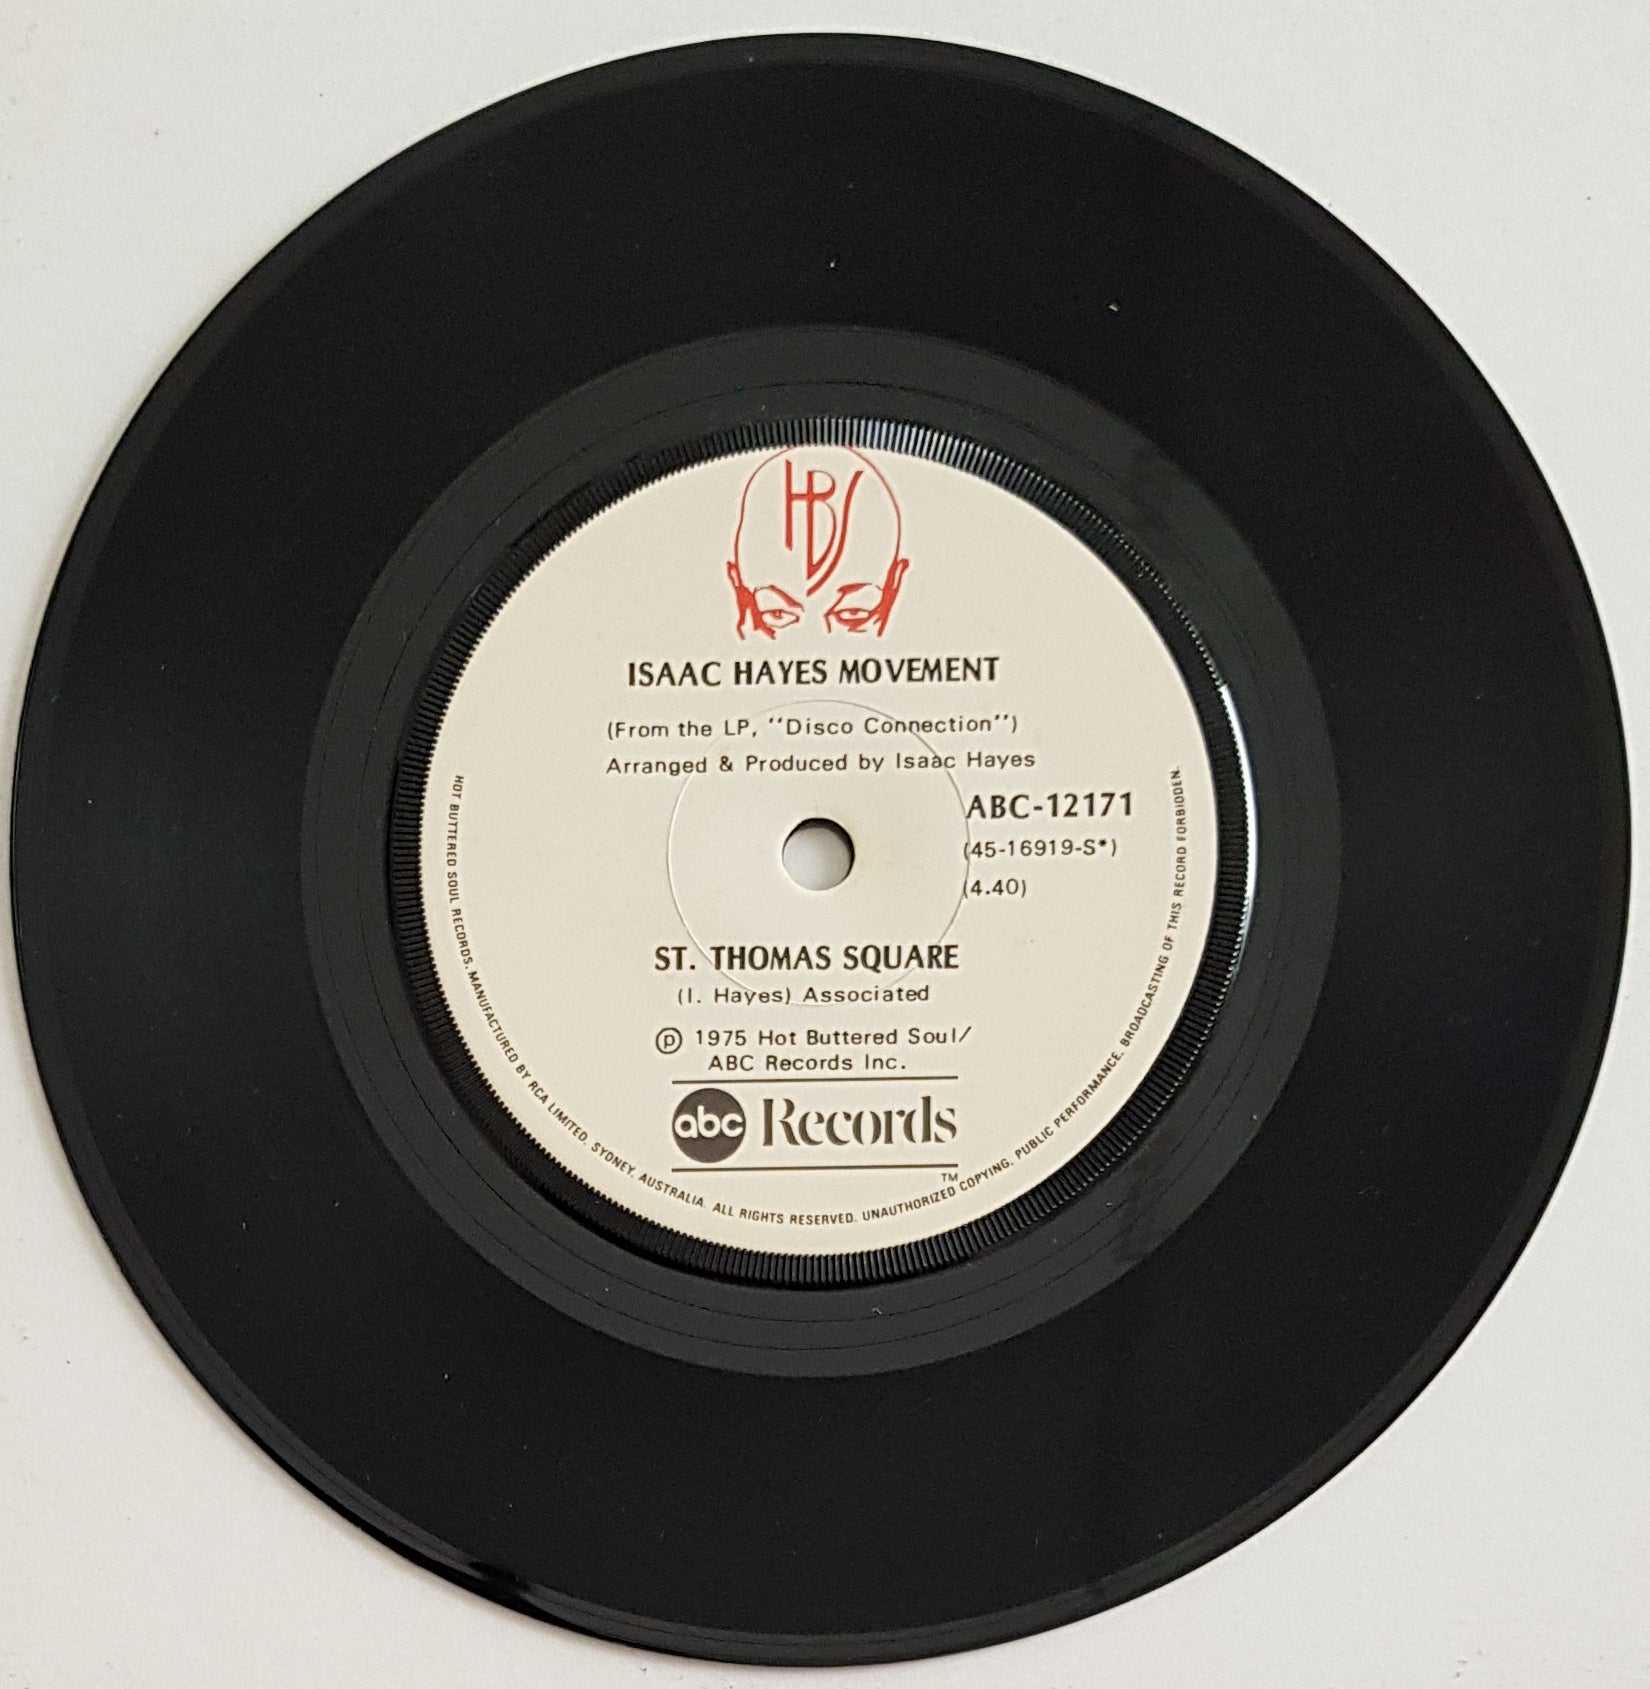 HBS
ISAAC HAYES MOVEMENT
(From the LP, ''Disco Connection'')
Arranged & Produced by Isaac Hayes
ABC-12171
(45-16919-S*)
(4.40)
ST. THOMAS SQUARE
(I. Hayes) Associated
℗ 1975 Hot Buttered Soul/
ABC Records Inc.
abc Records
TM
HOT BUTTERED SOUL RECORDS. MANUFACTURED BY RCA LIMITED. SYDNEY. AUSTRALIA. ALL RIGHTS RESERVED. UNAUTHORIZED COPYING. PUBLIC PERFORMANCE. BROADCASTING OF THIS RECORD FORBIDDEN.